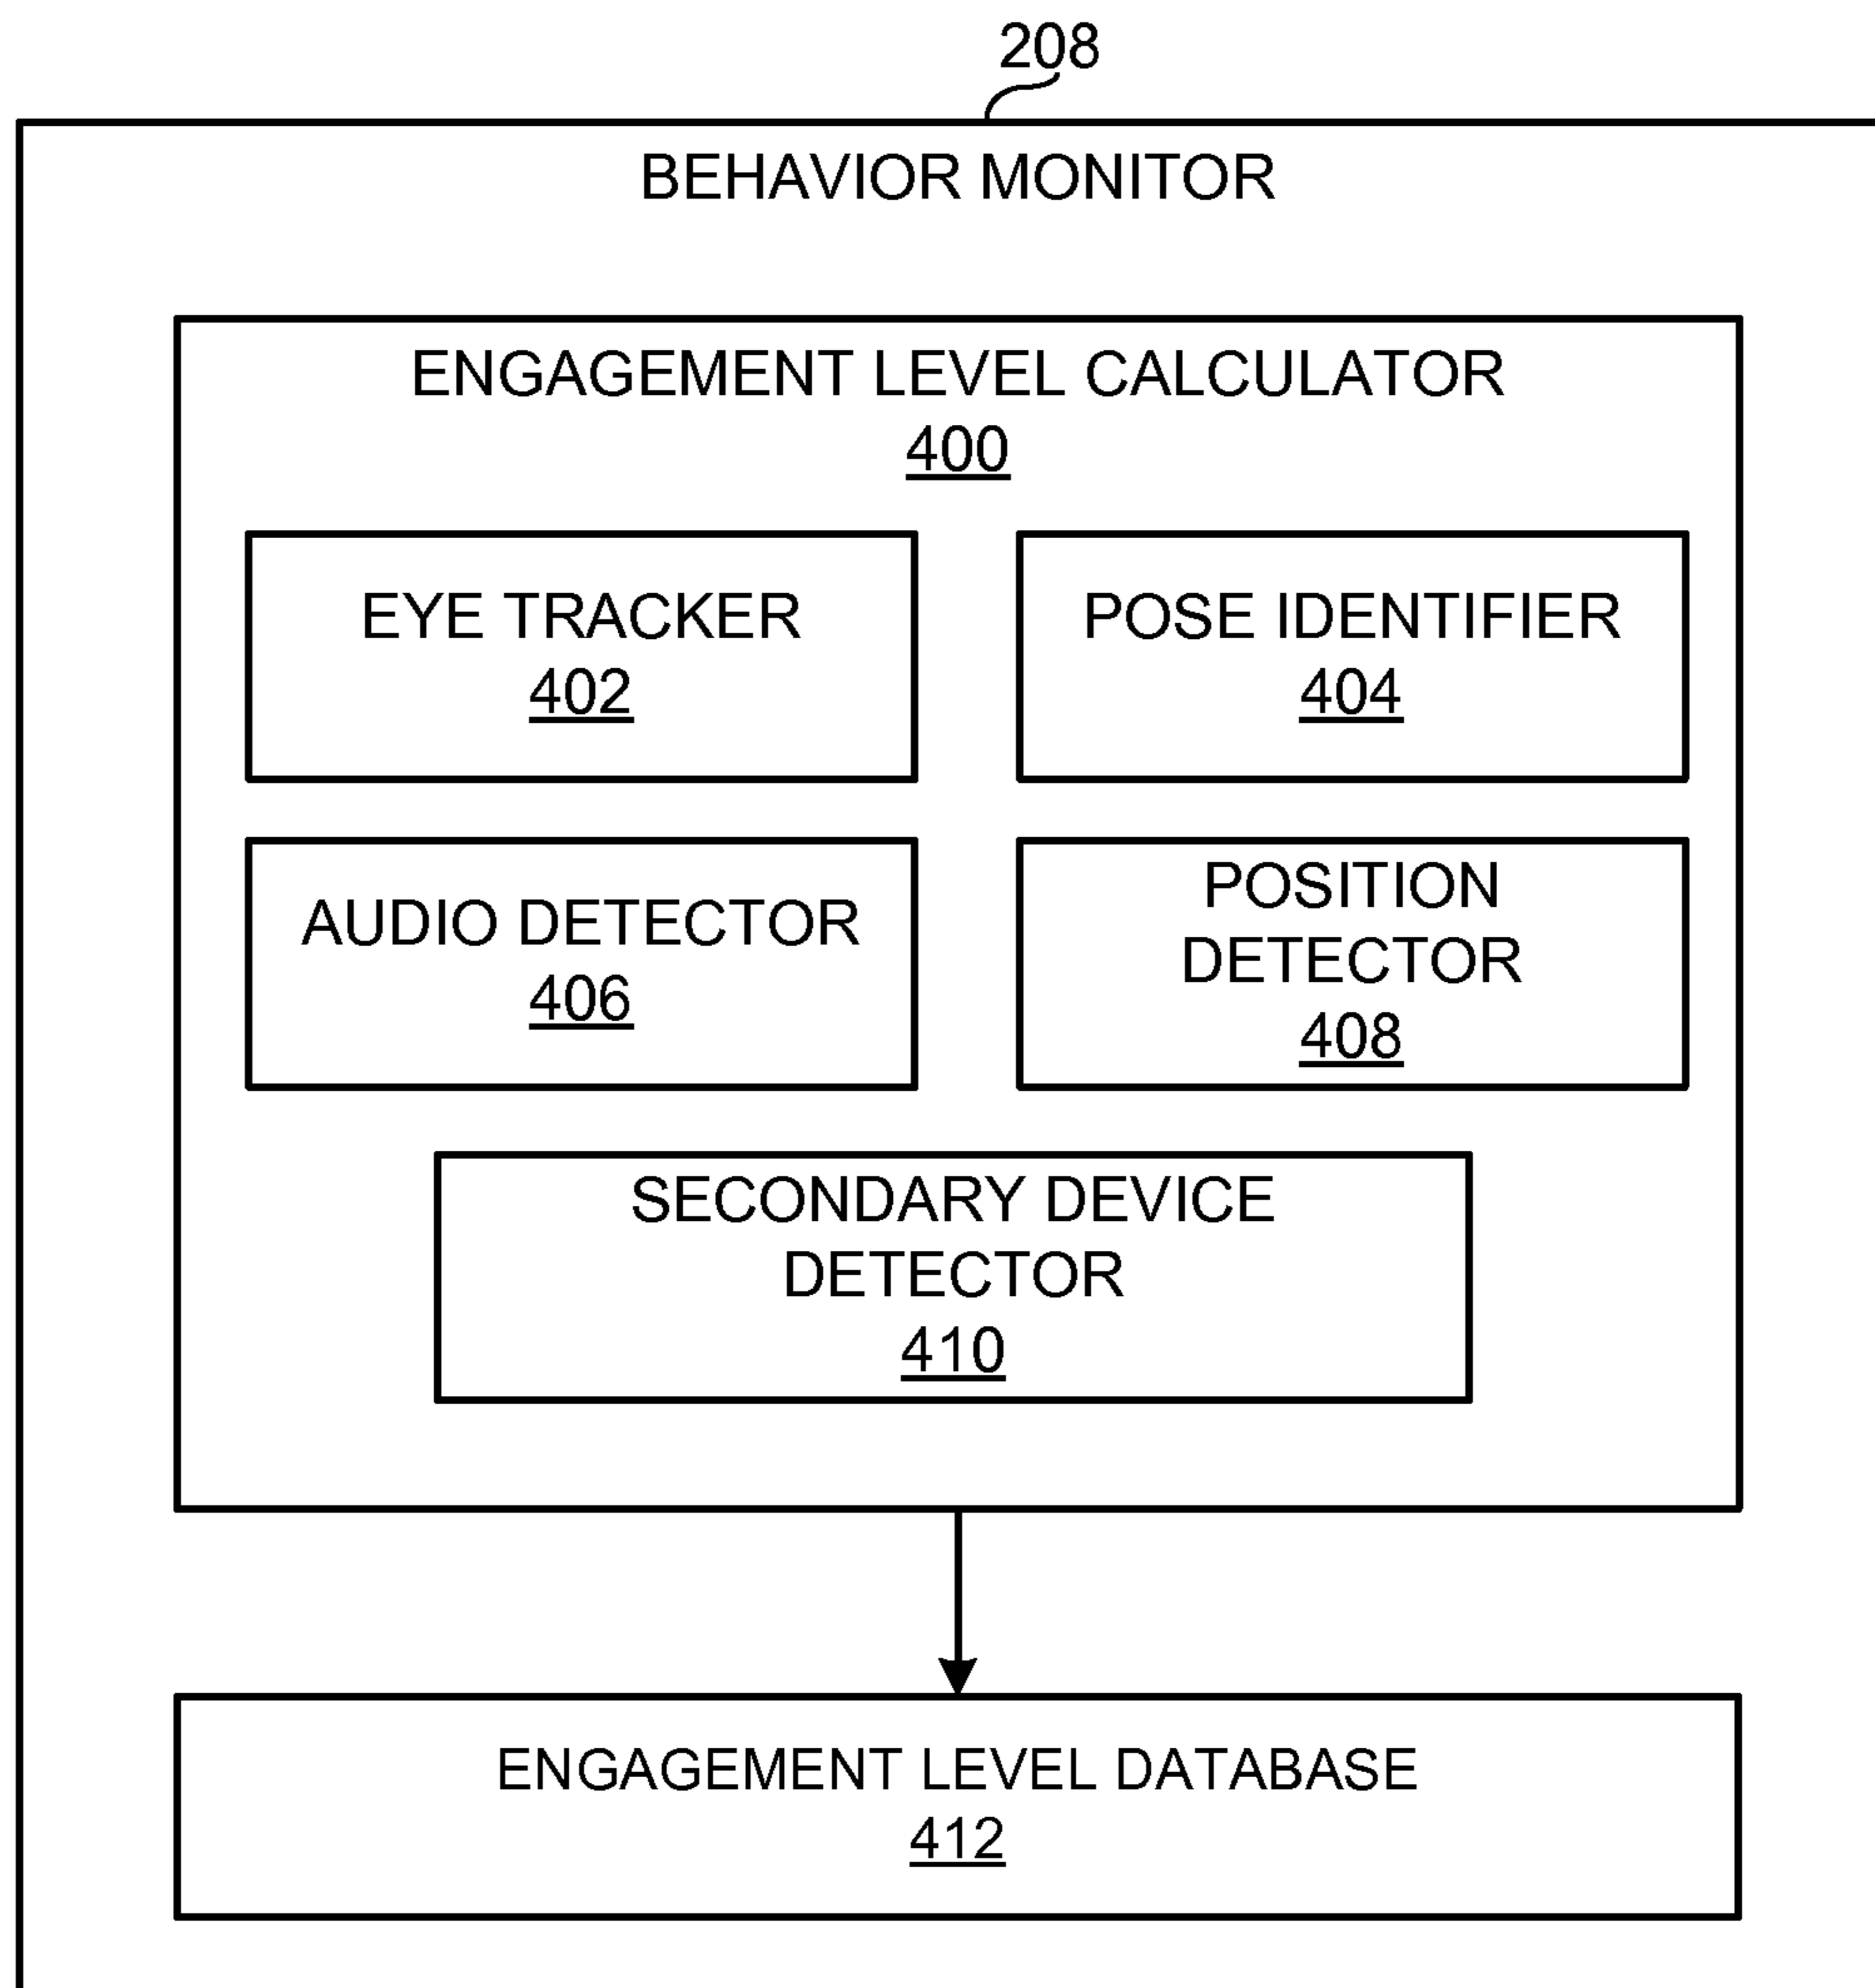 208
BEHAVIOR MONITOR
ENGAGEMENT LEVEL CALCULATOR
400
EYE TRACKER
402
POSE IDENTIFIER
404
AUDIO DETECTOR
406
POSITION
DETECTOR
408
SECONDARY DEVICE
DETECTOR
410
ENGAGEMENT LEVEL DATABASE
412